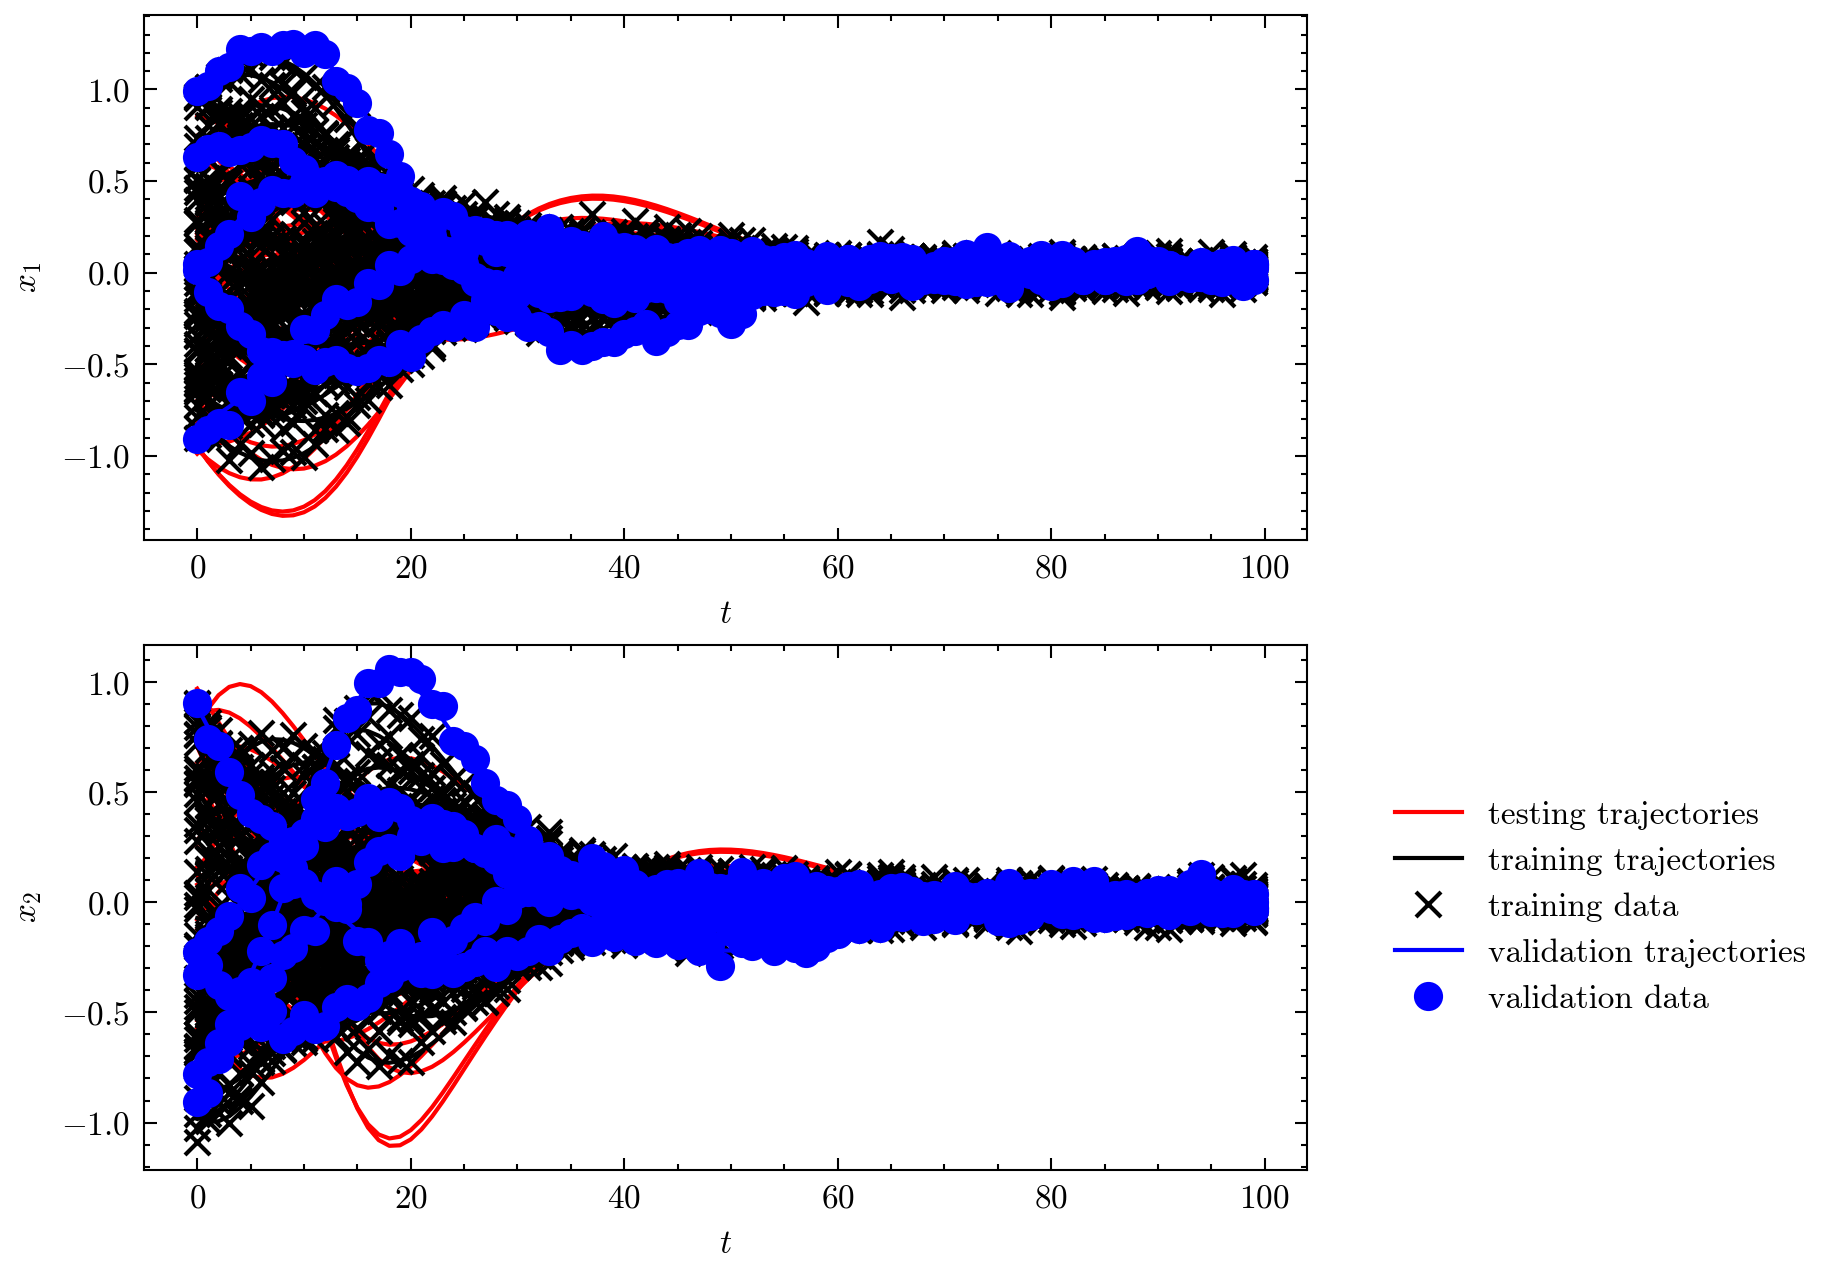 1.0
0.5
0.0
−0.5
−1.0
x₁
0 20 40 60 80 100
t
1.0
0.5
0.0
−0.5
−1.0
x₂
0 20 40 60 80 100
t
testing trajectories
training trajectories
training data
validation trajectories
validation data